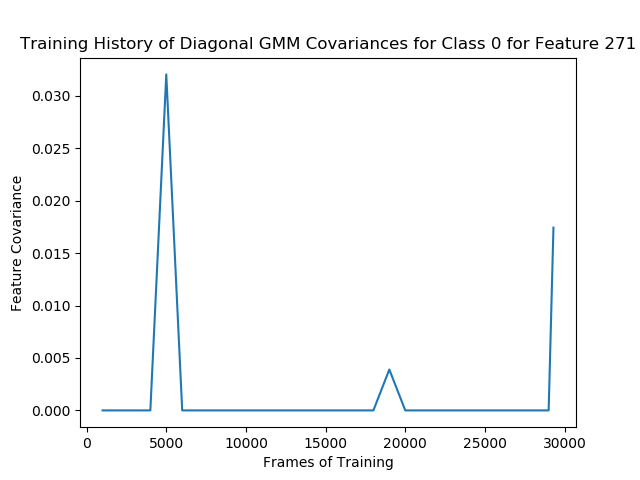 Training History of Diagonal GMM Covariances for Class 0 for Feature 271
Feature Covariance
0.030
0.025
0.020
0.015
0.010
0.005
0.000
0 5000 10000 15000 20000 25000 30000
Frames of Training